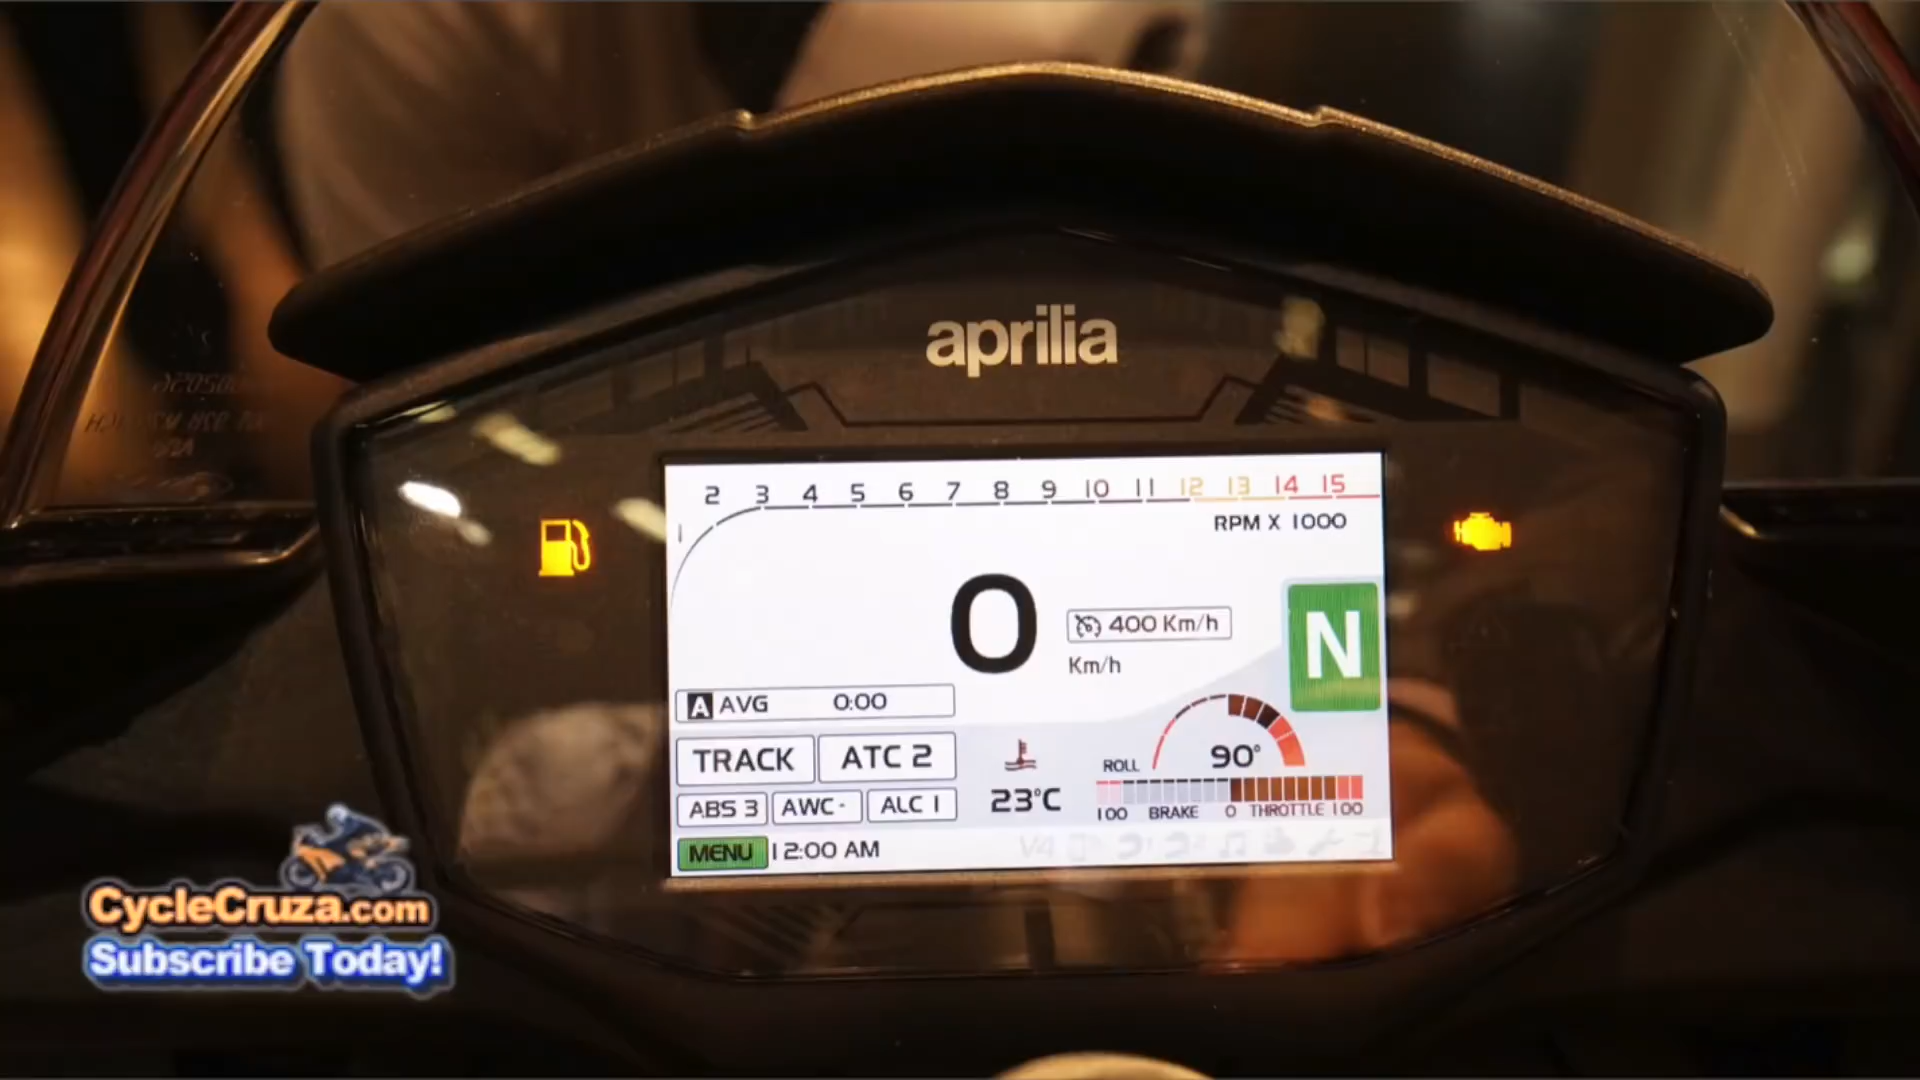 aprilia
1 2 3 4 5 6 7 8 9 10 11 12 13 14 15
RPM X 1000
0
400 Km/h
Km/h
N
A AVG 0:00
TRACK ATC 2
ABS 3 AWC - ALC 1
23°C
90°
ROLL
100 BRAKE 0 THROTTLE 100
MENU 12:00 AM
V4
CycleCruza.com
Subscribe Today!